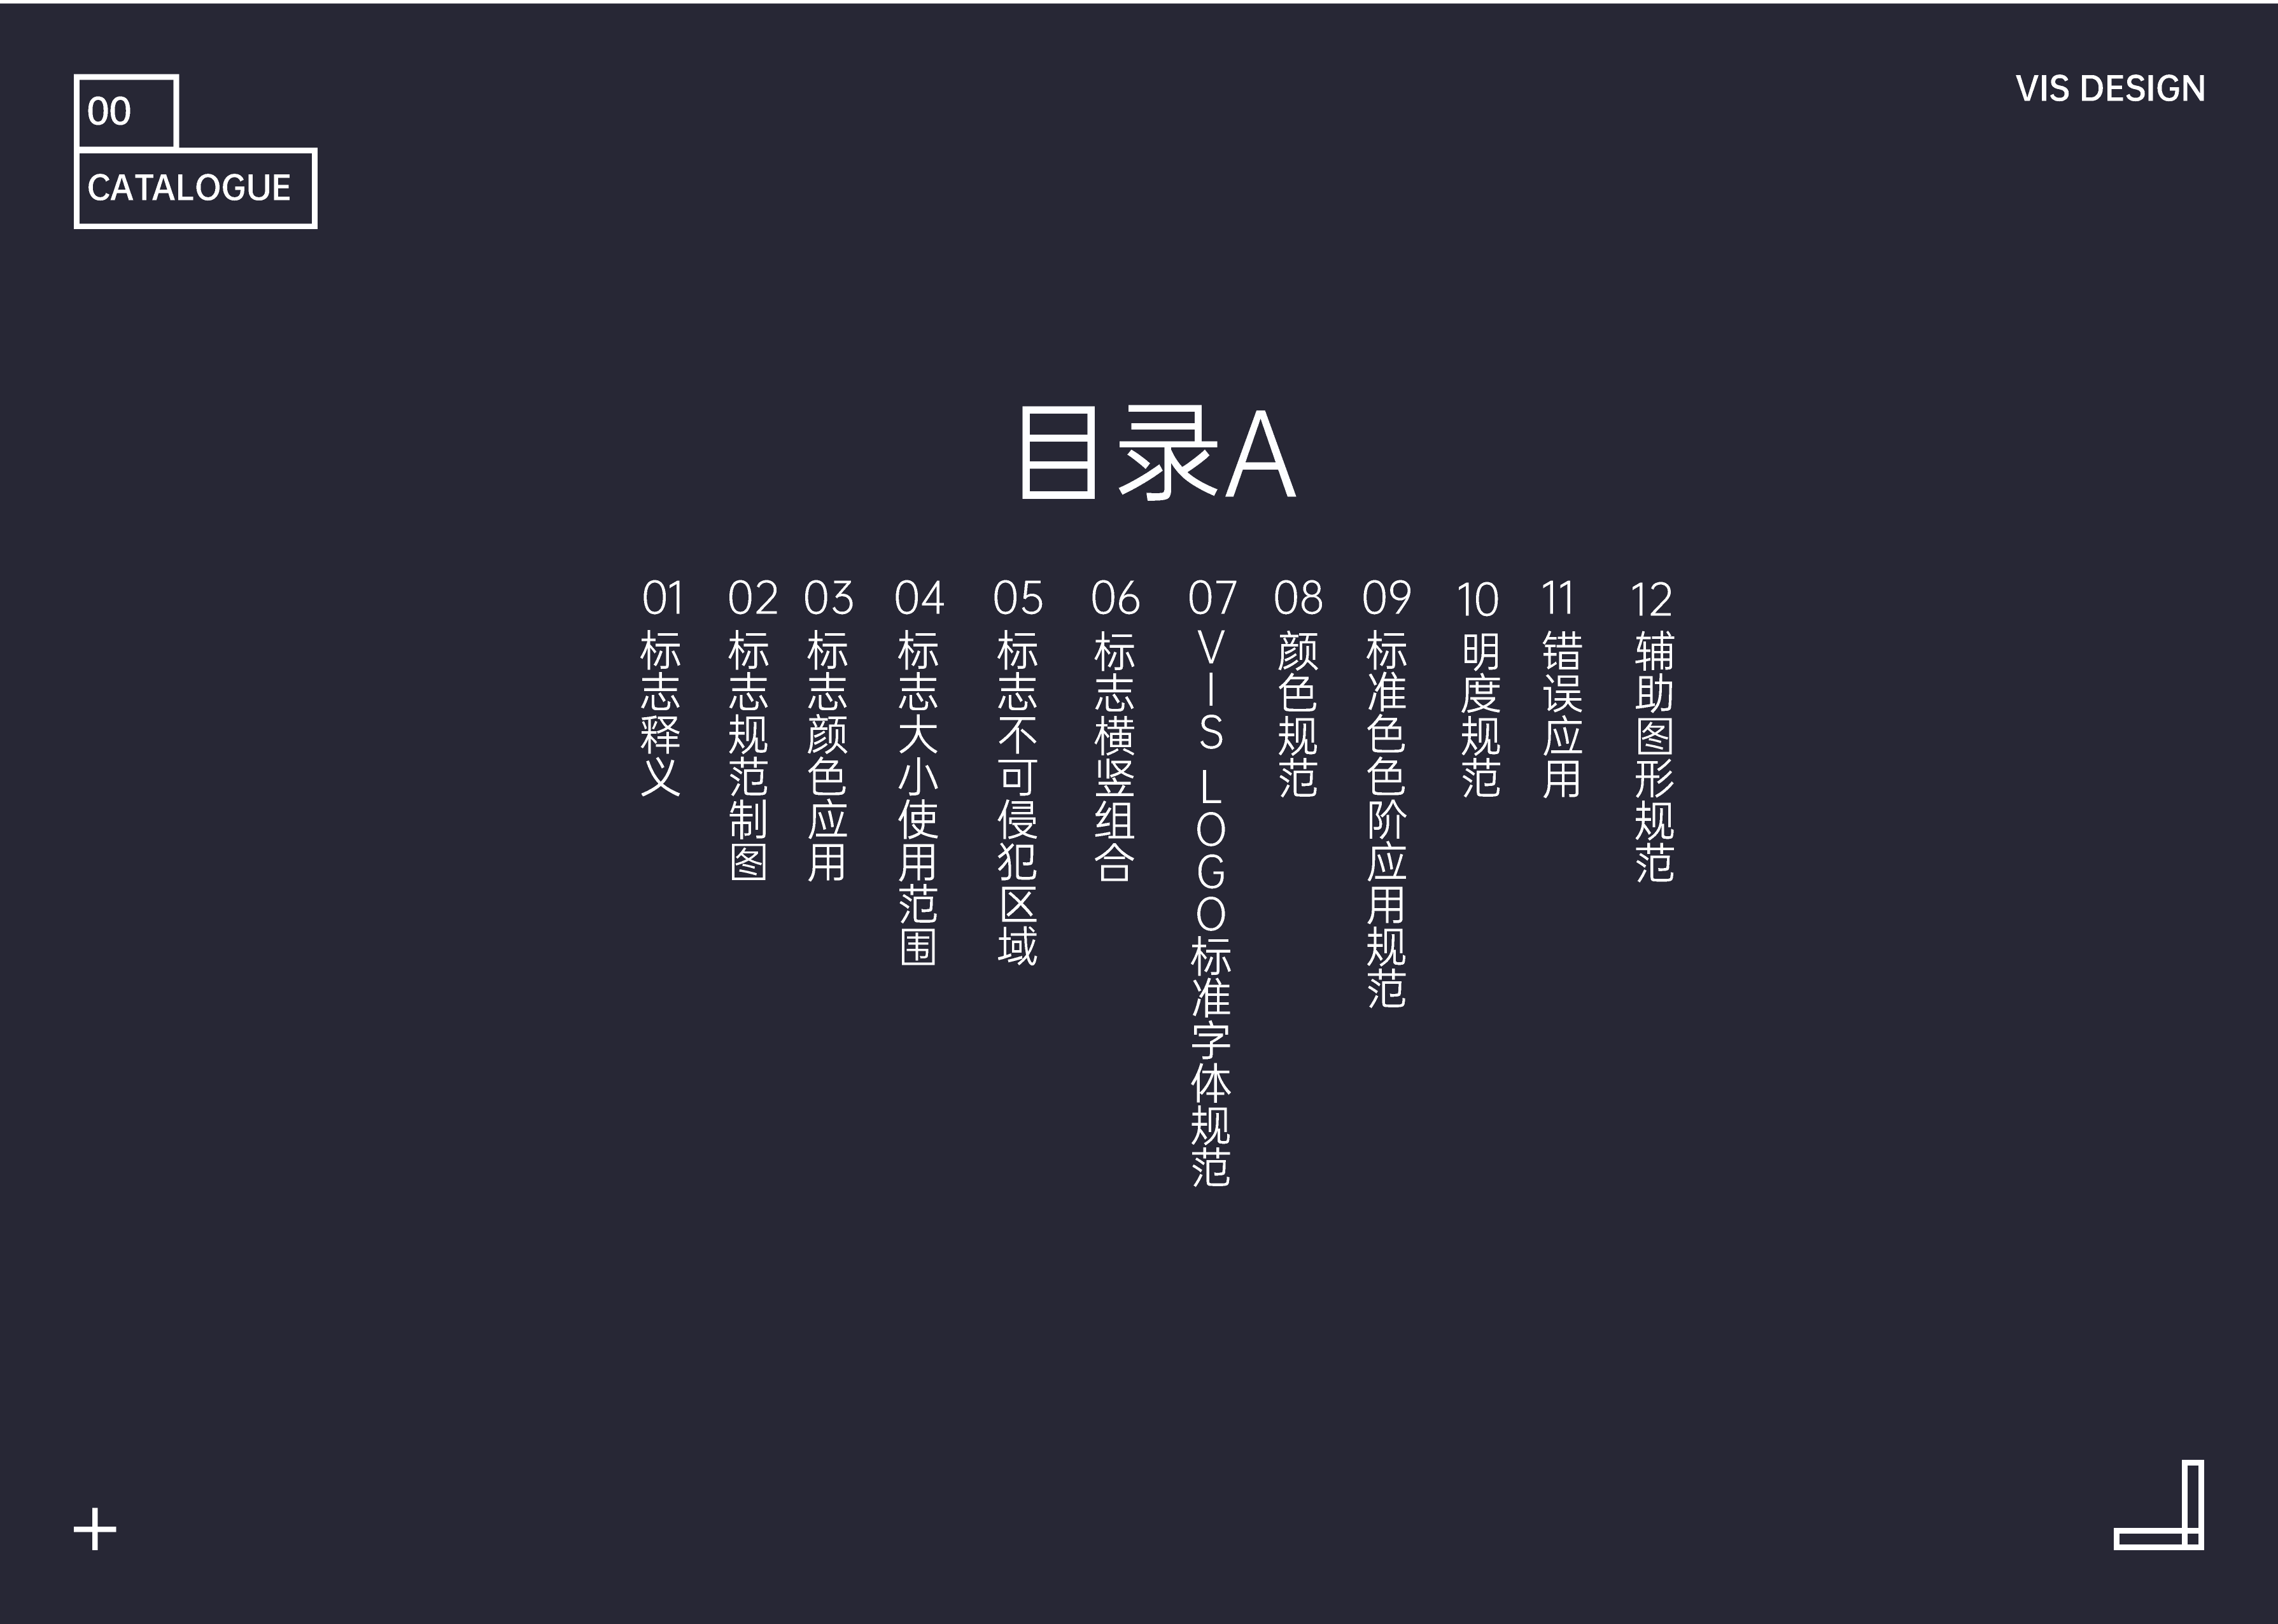 00
CATALOGUE
VIS DESIGN
目录A
01
标志释义
02
标志规范制图
03
标志颜色应用
04
标志大小使用范围
05
标志不可侵犯区域
06
标志横竖组合
07
VIS LOGO标准字体规范
08
颜色规范
09
标准色色阶应用规范
10
明度规范
11
错误应用
12
辅助图形规范